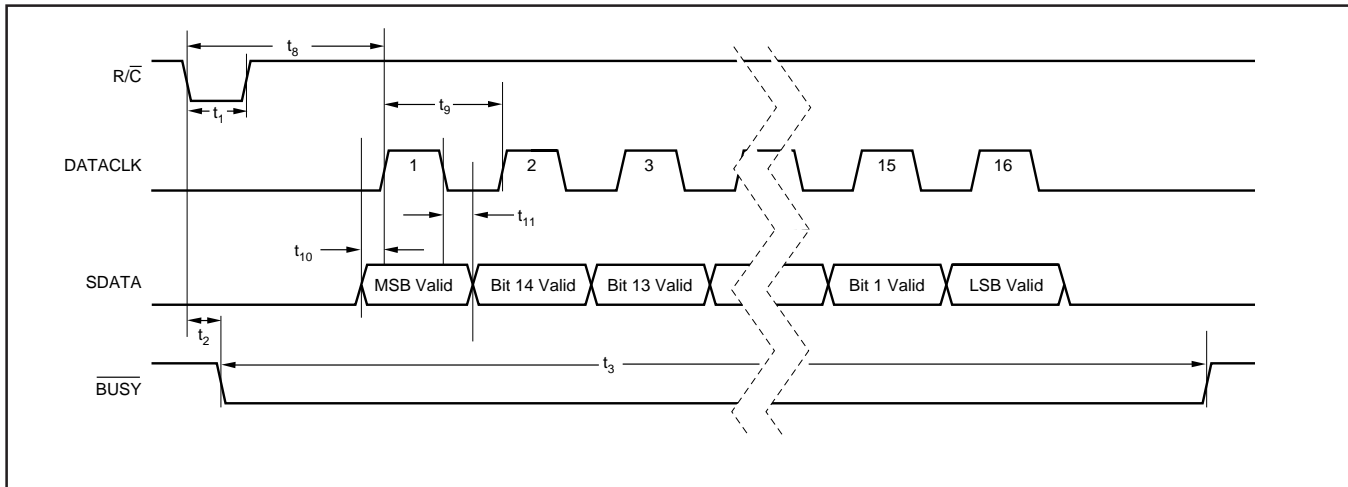 t8
R/C̅
t1
t9
DATACLK
1
2
3
15
16
t11
t10
SDATA
MSB Valid
Bit 14 Valid
Bit 13 Valid
Bit 1 Valid
LSB Valid
t2
t3
B̅U̅S̅Y̅